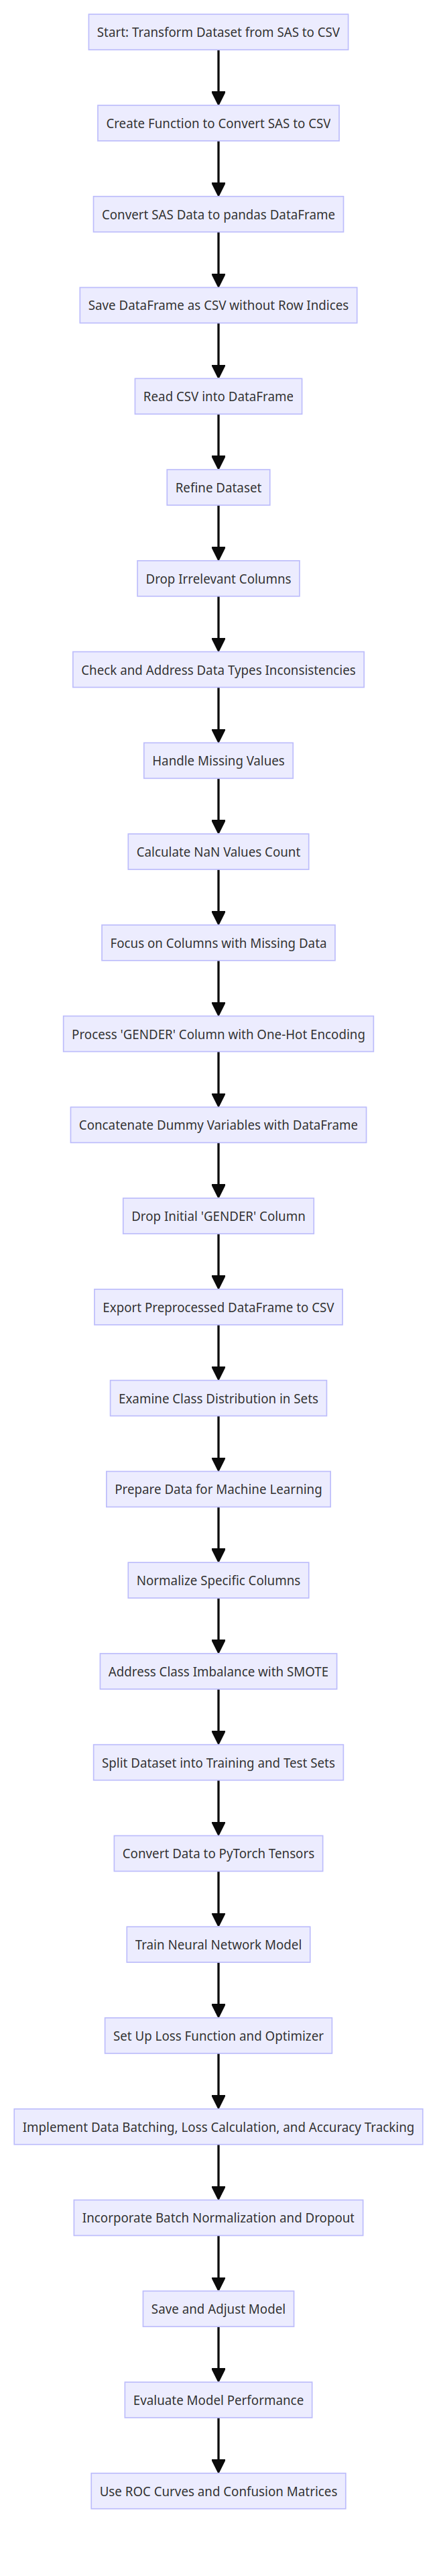 Start: Transform Dataset from SAS to CSV
Create Function to Convert SAS to CSV
Convert SAS Data to pandas DataFrame
Save DataFrame as CSV without Row Indices
Read CSV into DataFrame
Refine Dataset
Drop Irrelevant Columns
Check and Address Data Types Inconsistencies
Handle Missing Values
Calculate NaN Values Count
Focus on Columns with Missing Data
Process 'GENDER' Column with One-Hot Encoding
Concatenate Dummy Variables with DataFrame
Drop Initial 'GENDER' Column
Export Preprocessed DataFrame to CSV
Examine Class Distribution in Sets
Prepare Data for Machine Learning
Normalize Specific Columns
Address Class Imbalance with SMOTE
Split Dataset into Training and Test Sets
Convert Data to PyTorch Tensors
Train Neural Network Model
Set Up Loss Function and Optimizer
Implement Data Batching, Loss Calculation, and Accuracy Tracking
Incorporate Batch Normalization and Dropout
Save and Adjust Model
Evaluate Model Performance
Use ROC Curves and Confusion Matrices